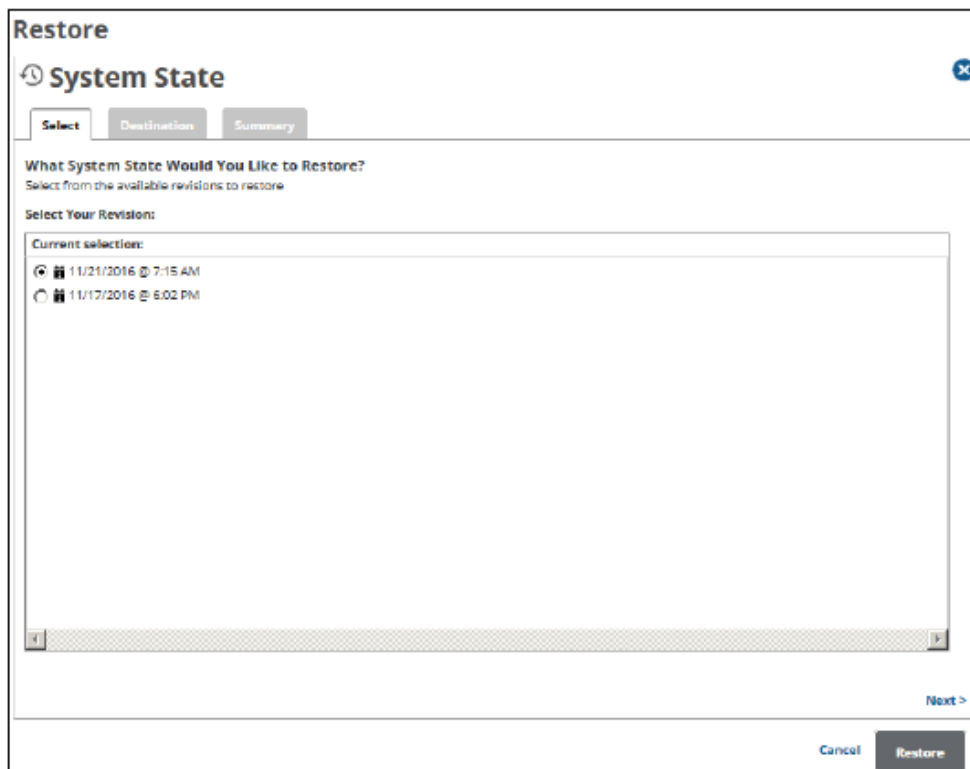 Restore
System State
Select Destination Summary
What System State Would You Like to Restore?
Select from the available revisions to restore
Select Your Revision:
Current selection:
11/21/2016 @ 7:15 AM
11/17/2016 @ 6:02 PM
Next >
Cancel Restore